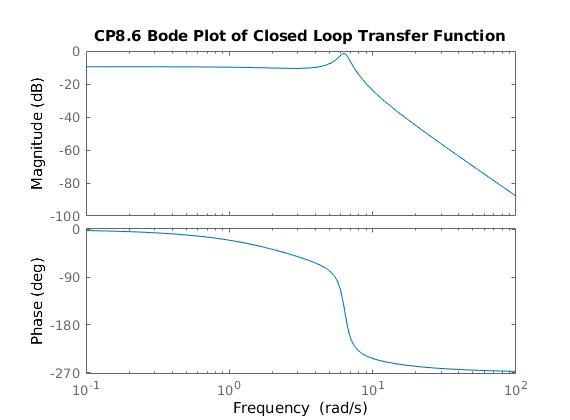 CP8.6 Bode Plot of Closed Loop Transfer Function
Magnitude (dB)
0
-20
-40
-60
-80
-100
Phase (deg)
0
-90
-180
-270
10^-1 10^0 10^1 10^2
Frequency (rad/s)